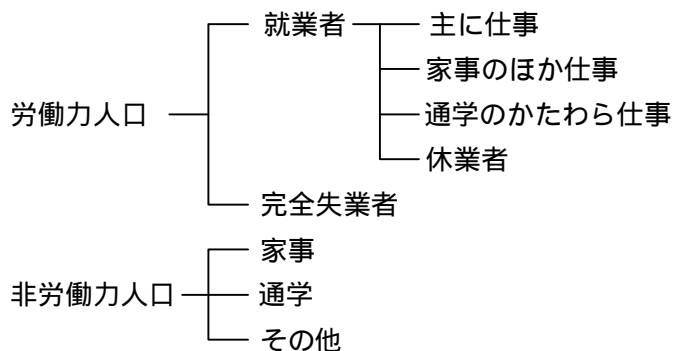 就業者
主に仕事
家事のほか仕事
労働力人口
通学のかたわら仕事
休業者
完全失業者
家事
非労働力人口
通学
その他